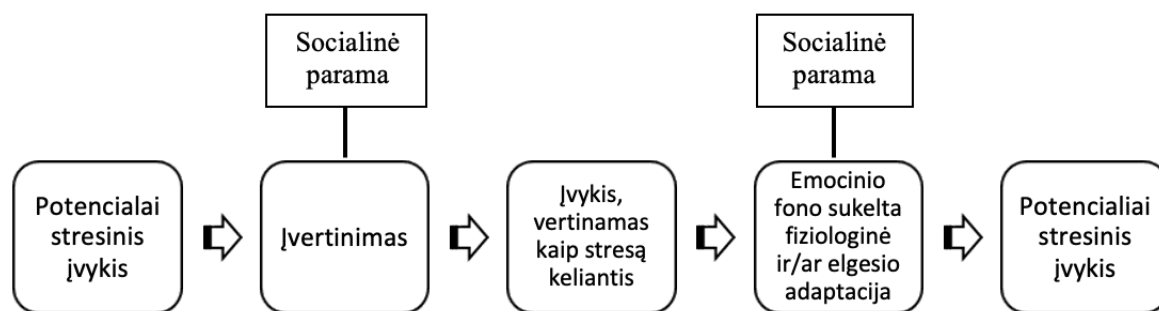 Socialinė
parama
Socialinė
parama
Potencialai
stresinis
įvykis
Įvertinimas
Įvykis,
vertinamas
kaip stresą
keliantis
Emocinio
fono sukelta
fiziologinė
ir/ar elgesio
adaptacija
Potencialiai
stresinis
įvykis